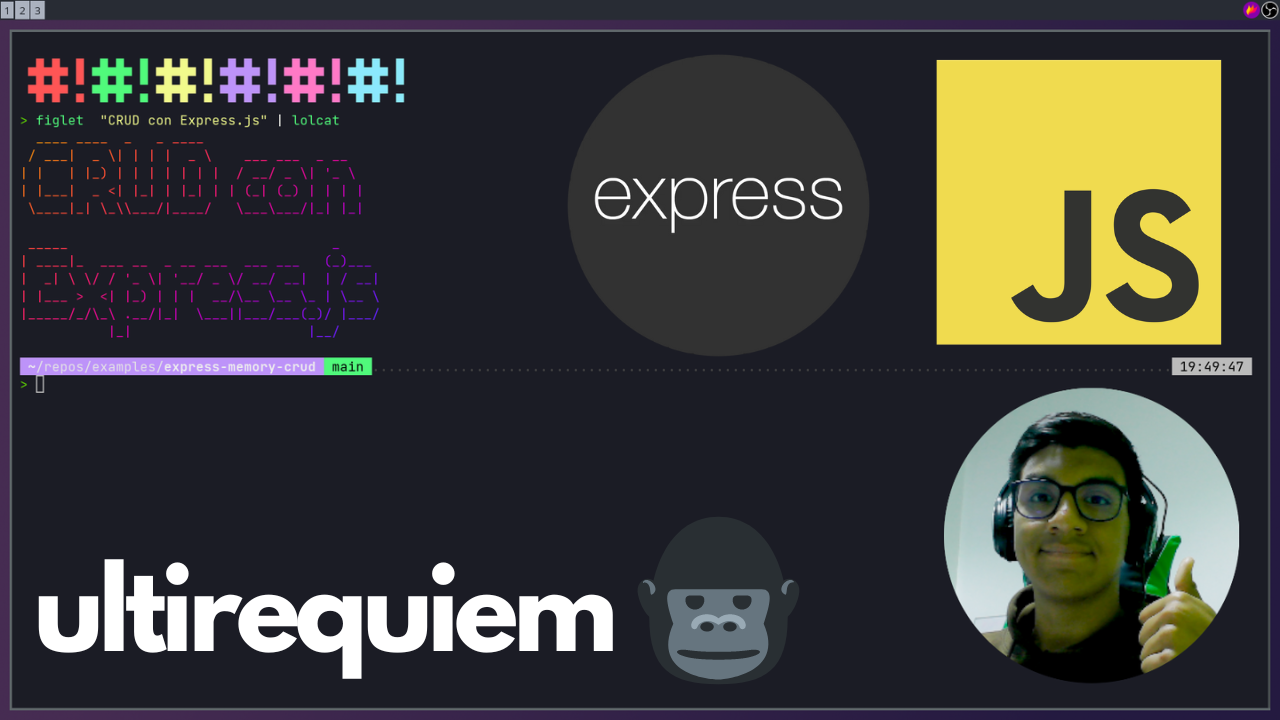 1 2 3
#!#!#!#!#!#!
> figlet "CRUD con Express.js" | lolcat
CRUD con
Express.js
~/repos/examples/express-memory-crud main 19:49:47
>
express
JS
ultirequiem